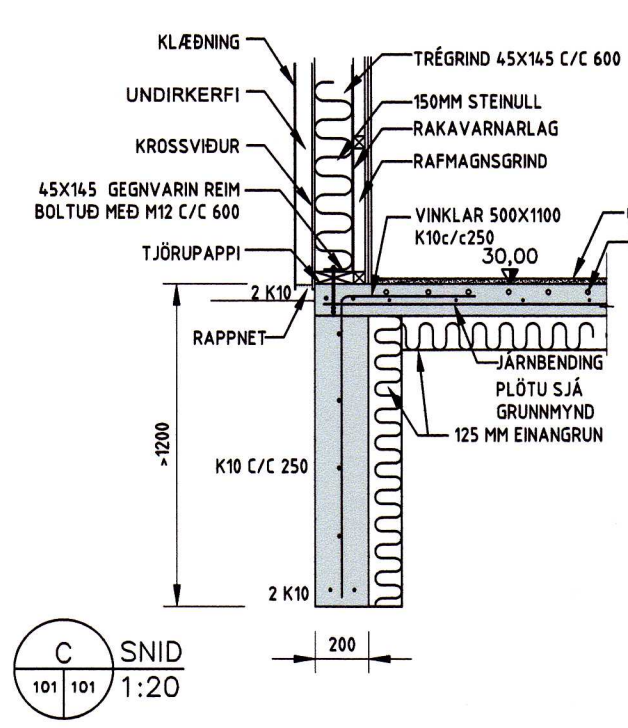 KLÆÐNING
UNDIRKERFI
KROSSVIÐUR
45X145 GEGNVARIN REIM
BOLTUÐ MEÐ M12 C/C 600
TJÖRUPAPPI
2 K10
RAPPNET
>1200
K10 C/C 250
2 K10
200
TRÉGRIND 45X145 C/C 600
150MM STEINULL
RAKAVARNARLAG
RAFMAGNSGRIND
VINKLAR 500X1100
K10c/c250
30,00
JÁRNBENDING
PLÖTU SJÁ
GRUNNMYND
125 MM EINANGRUN
C
101 101
SNID
1:20